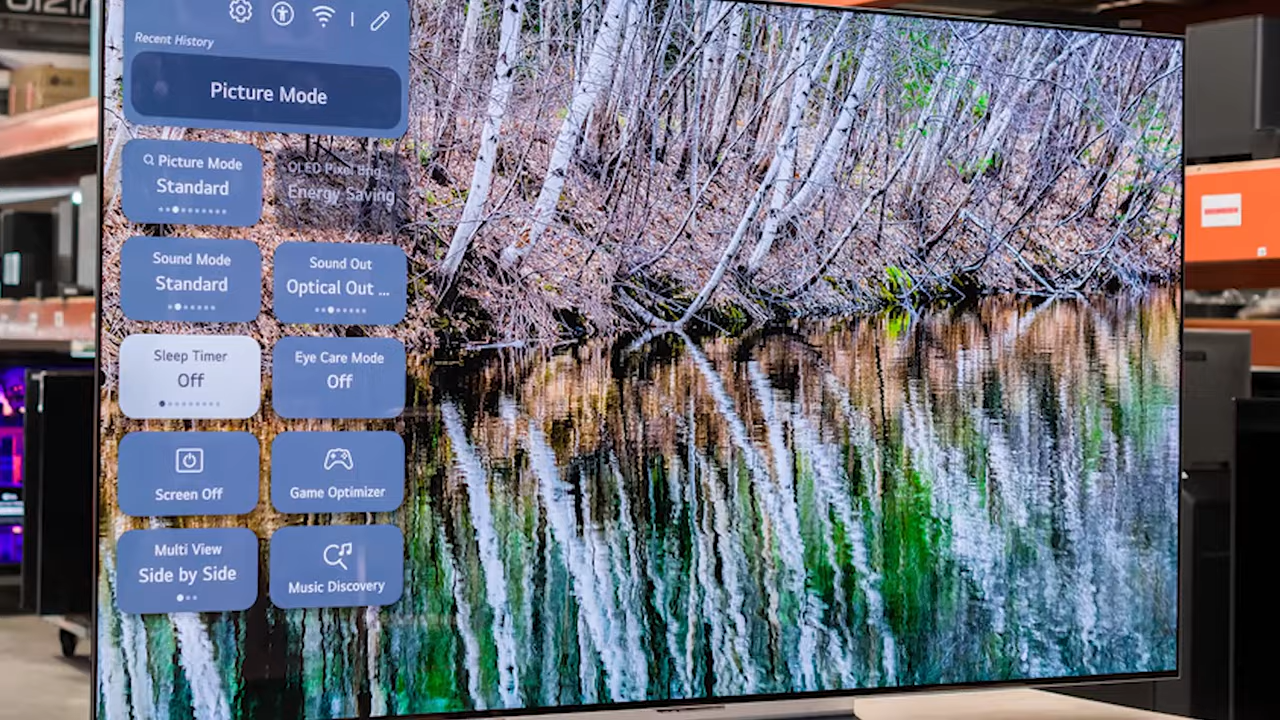 Recent History
Picture Mode
Picture Mode
Standard
OLED Pixel Brig...
Energy Saving
Sound Mode
Standard
Sound Out
Optical Out ...
Sleep Timer
Off
Eye Care Mode
Off
Screen Off
Game Optimizer
Multi View
Side by Side
Music Discovery